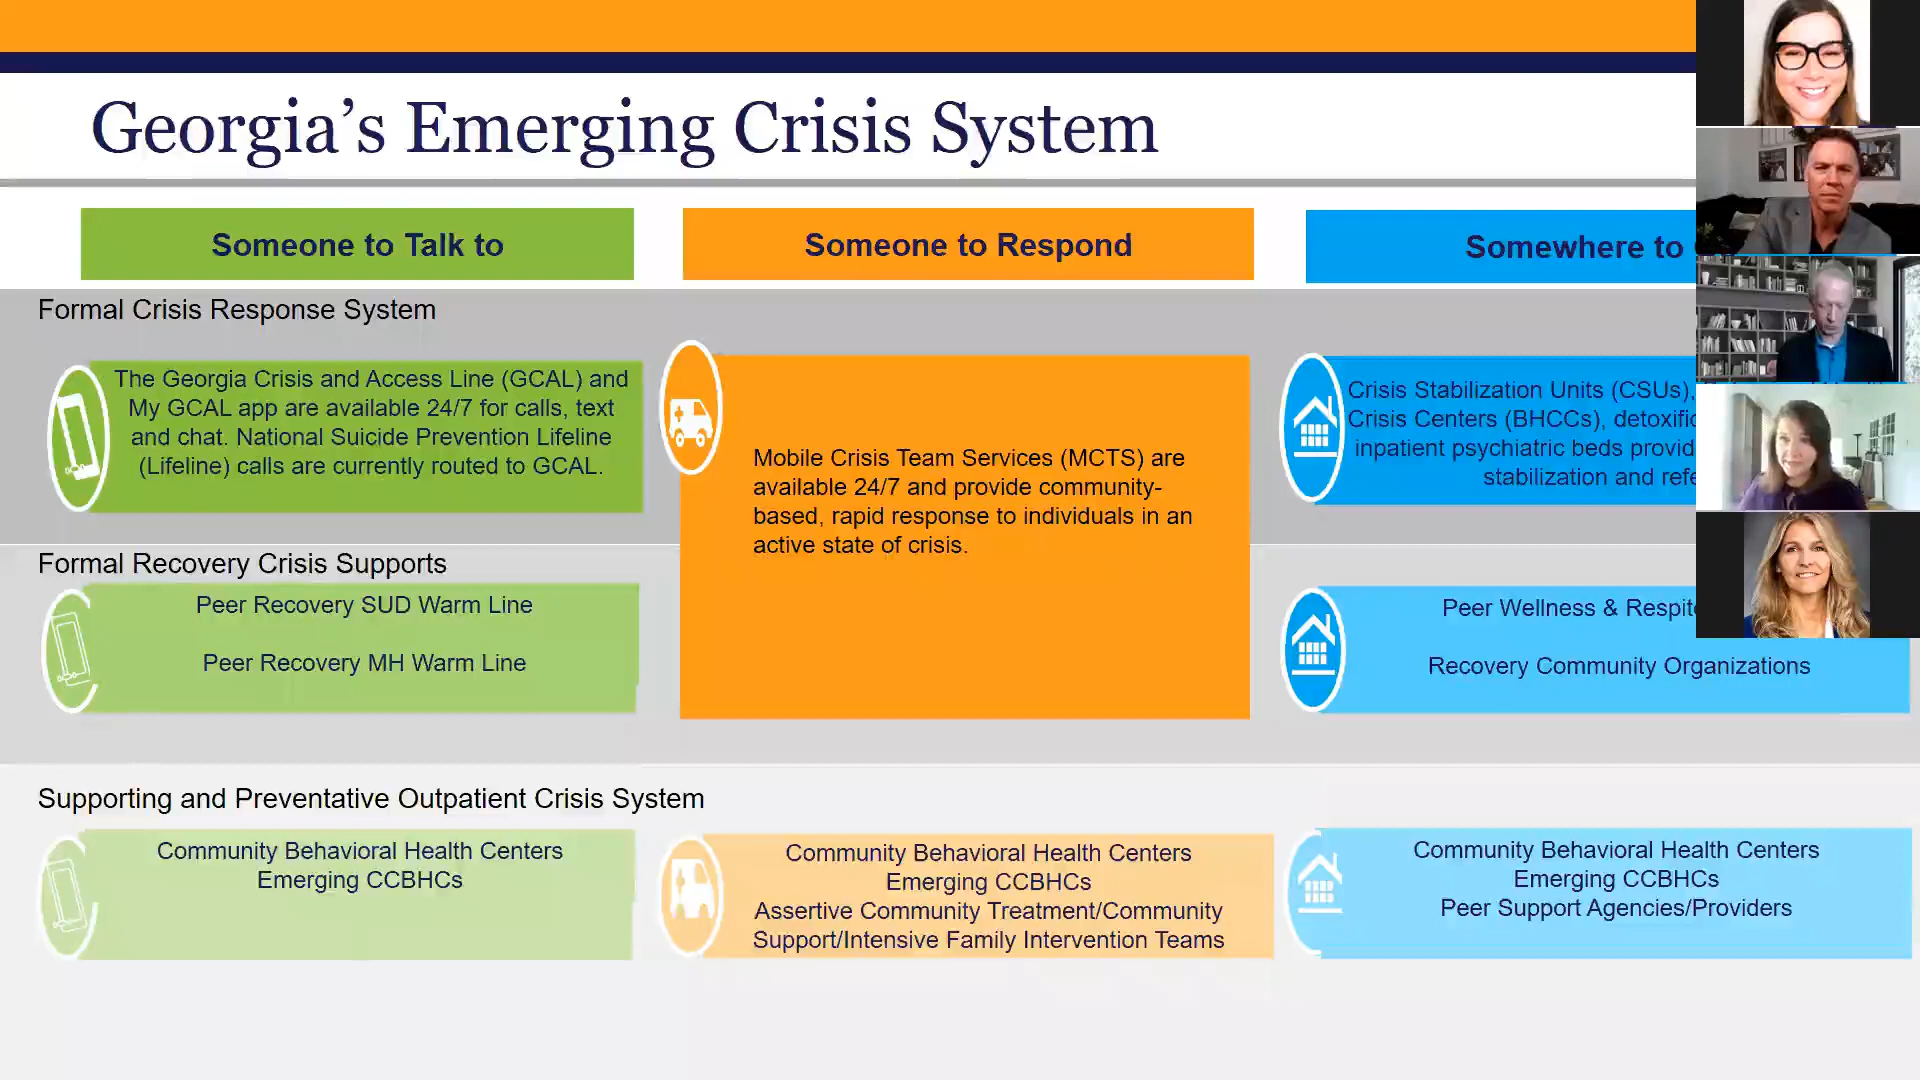 Georgia’s Emerging Crisis System
Someone to Talk to
Someone to Respond
Somewhere to
Formal Crisis Response System
The Georgia Crisis and Access Line (GCAL) and
My GCAL app are available 24/7 for calls, text
and chat. National Suicide Prevention Lifeline
(Lifeline) calls are currently routed to GCAL.
Mobile Crisis Team Services (MCTS) are
available 24/7 and provide community-
based, rapid response to individuals in an
active state of crisis.
Crisis Stabilization Units (CSUs),
Crisis Centers (BHCCs),
inpatient psychiatric beds
stabilization and
Formal Recovery Crisis Supports
Peer Recovery SUD Warm Line
Peer Recovery MH Warm Line
Peer Wellness &
Recovery Community Organizations
Supporting and Preventative Outpatient Crisis System
Community Behavioral Health Centers
Emerging CCBHCs
Community Behavioral Health Centers
Emerging CCBHCs
Assertive Community Treatment/Community
Support/Intensive Family Intervention Teams
Community Behavioral Health Centers
Emerging CCBHCs
Peer Support Agencies/Providers